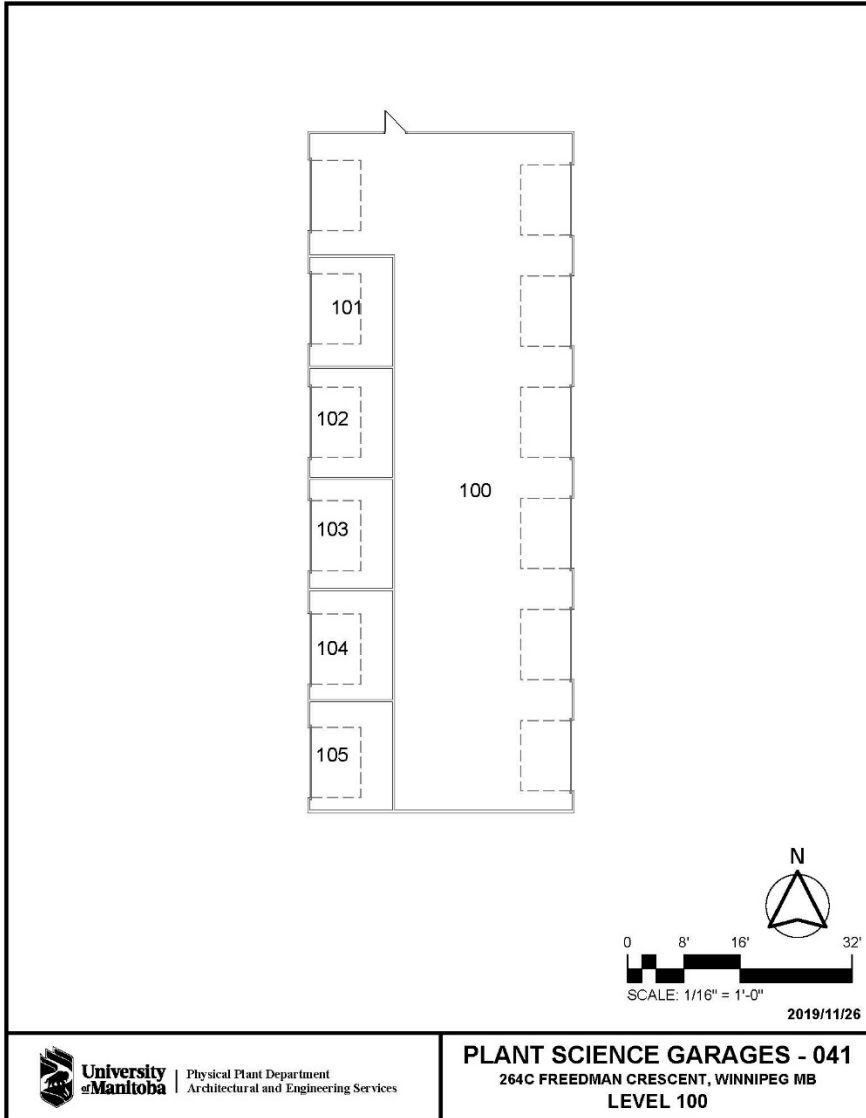 101
102
100
103
104
105
N
0 8' 16' 32'
SCALE: 1/16" = 1'-0"
2019/11/26
University
of Manitoba
Physical Plant Department
Architectural and Engineering Services
PLANT SCIENCE GARAGES - 041
264C FREEDMAN CRESCENT, WINNIPEG MB
LEVEL 100